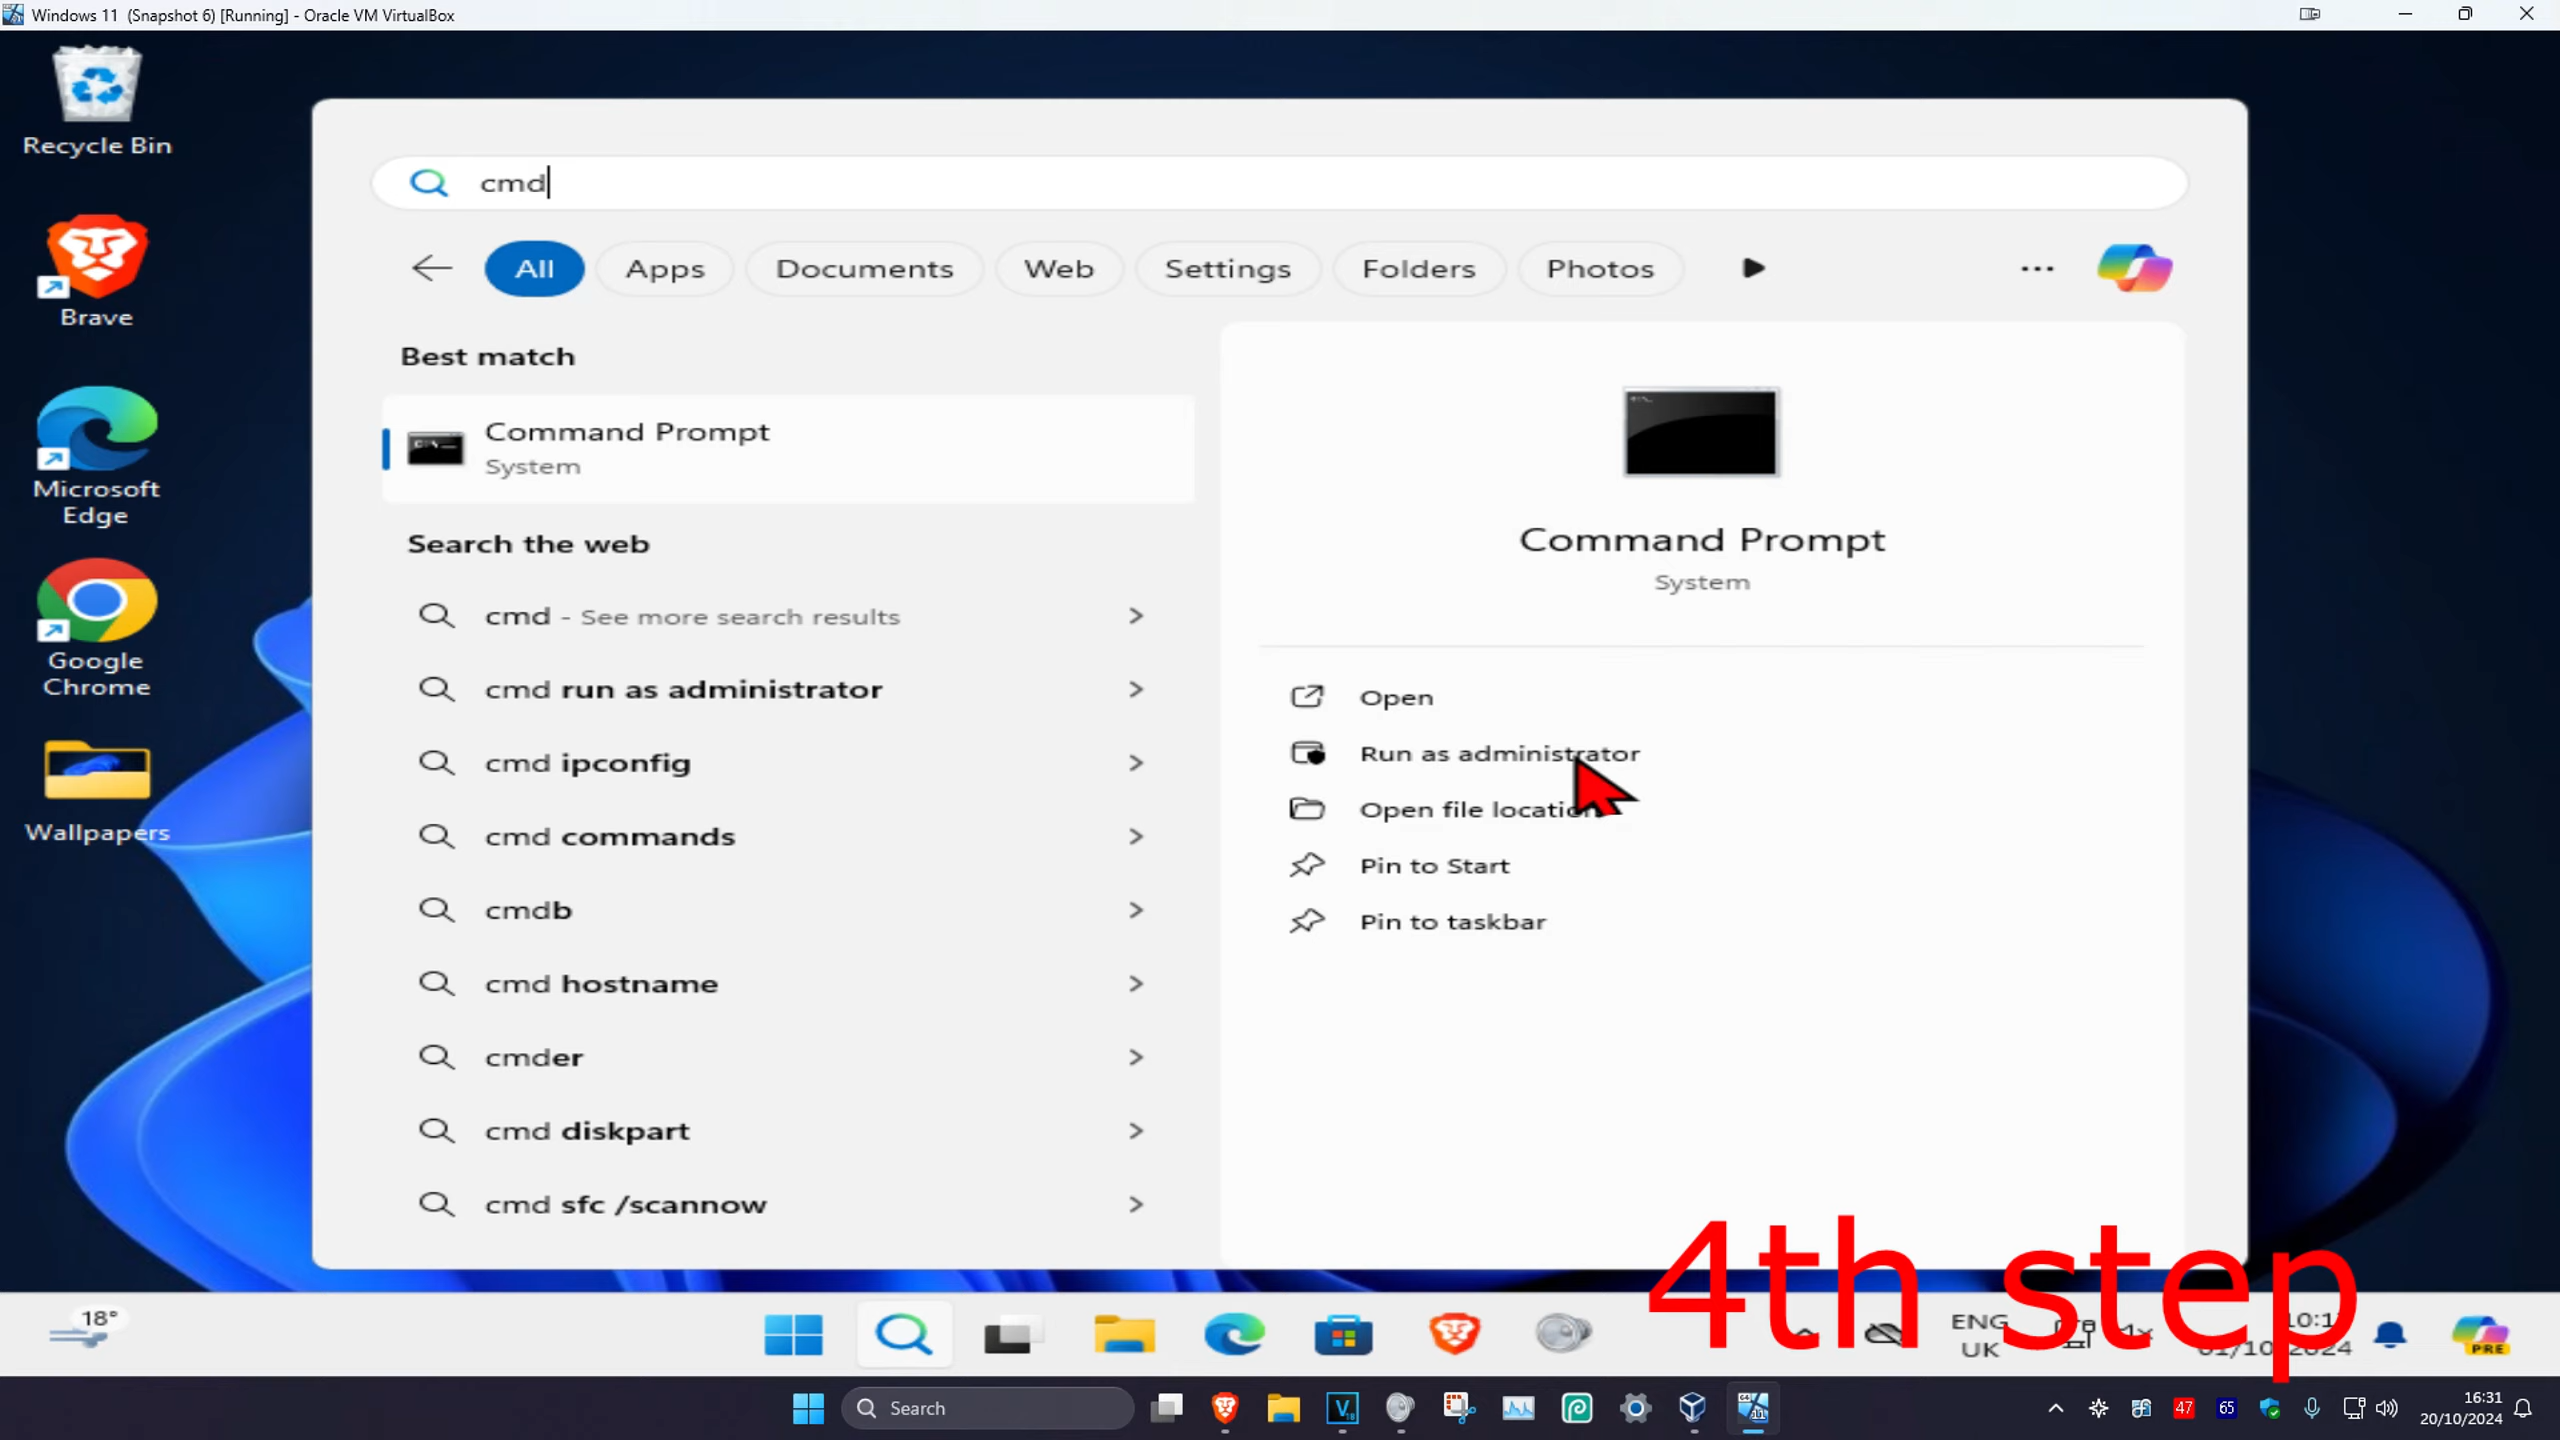 Windows 11 (Snapshot 6) [Running] - Oracle VM VirtualBox
Recycle Bin
Brave
Microsoft
Edge
Google
Chrome
Wallpapers
cmd
All
Apps
Documents
Web
Settings
Folders
Photos
Best match
Command Prompt
System
Search the web
cmd - See more search results
cmd run as administrator
cmd ipconfig
cmd commands
cmdb
cmd hostname
cmder
cmd diskpart
cmd sfc /scannow
Command Prompt
System
Open
Run as administrator
Open file location
Pin to Start
Pin to taskbar
4th step
18°
ENG
UK
PRE
Search
47
65
16:31
20/10/2024